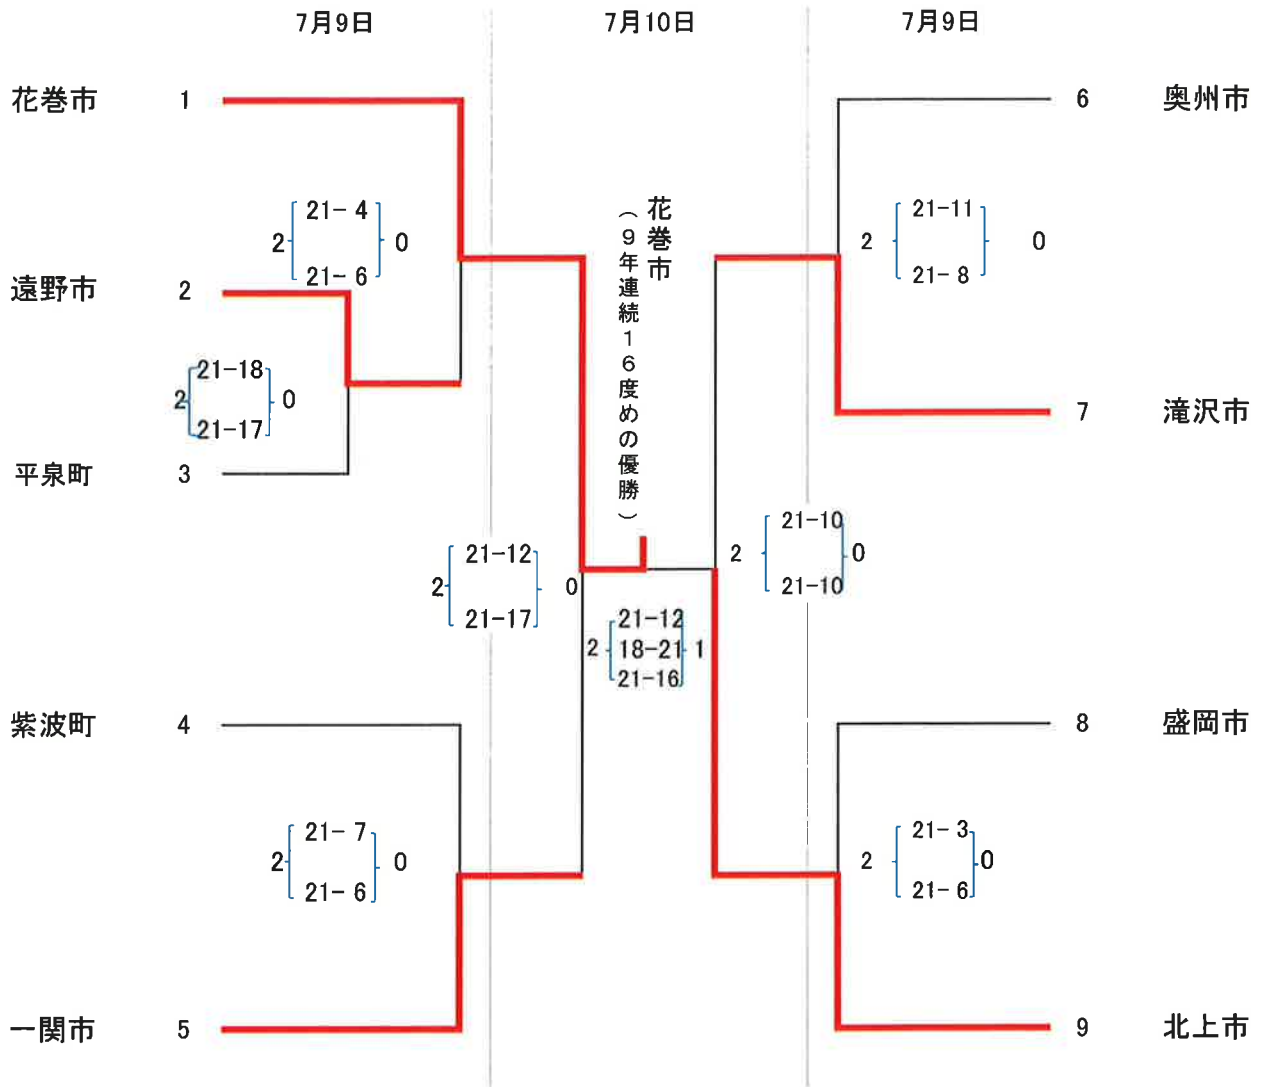 7月9日
7月10日
7月9日
花巻市 1
6 奥州市
花巻市
(9年連続16度めの優勝)
2 21- 4 0
21- 6
2 21-11 0
21- 8
遠野市 2
2 21-18 0
21-17
7 滝沢市
平泉町 3
2 21-12 0
21-17
2 21-10 0
21-10
21-12
2 18-21 1
21-16
紫波町 4
8 盛岡市
2 21- 7 0
21- 6
2 21- 3 0
21- 6
一関市 5
9 北上市